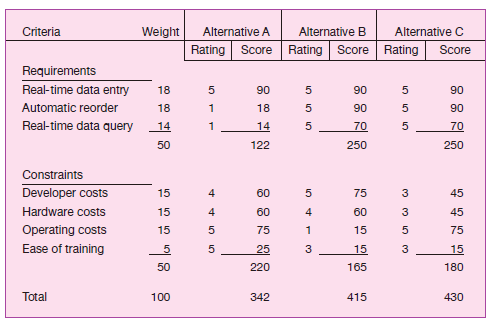 Criteria Weight Alternative A Alternative B Alternative C
Rating Score Rating Score Rating Score
Requirements
Real-time data entry 18 5 90 5 90 5 90
Automatic reorder 18 1 18 5 90 5 90
Real-time data query 14 1 14 5 70 5 70
50 122 250 250
Constraints
Developer costs 15 4 60 5 75 3 45
Hardware costs 15 4 60 4 60 3 45
Operating costs 15 5 75 1 15 5 75
Ease of training 5 5 25 3 15 3 15
50 220 165 180
Total 100 342 415 430